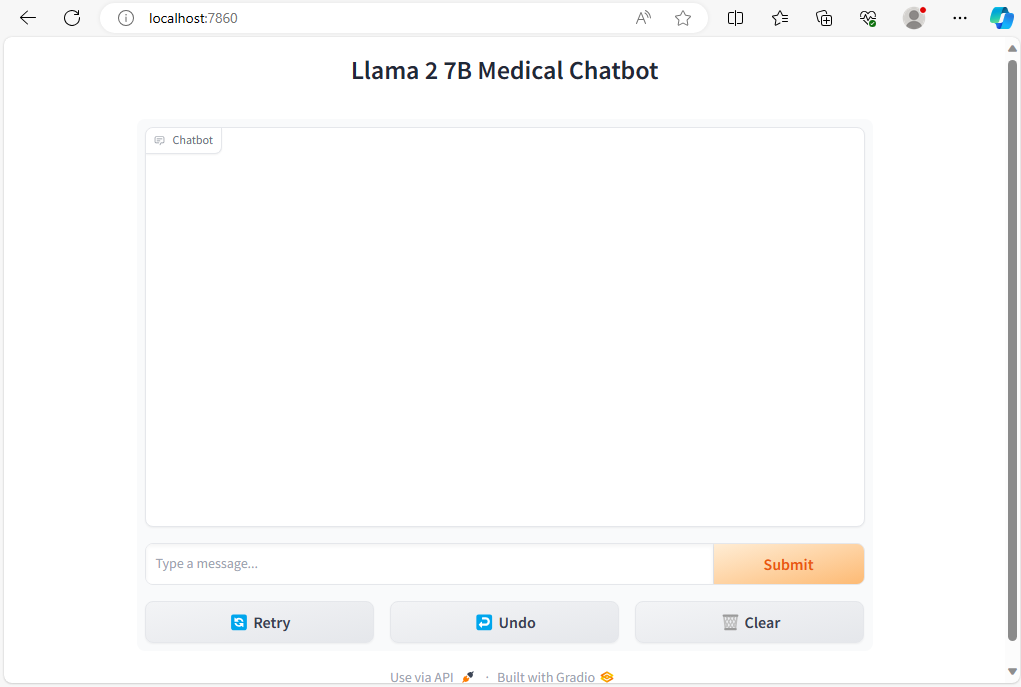 localhost:7860
Llama 2 7B Medical Chatbot
Chatbot
Type a message...
Submit
Retry
Undo
Clear
Use via API · Built with Gradio